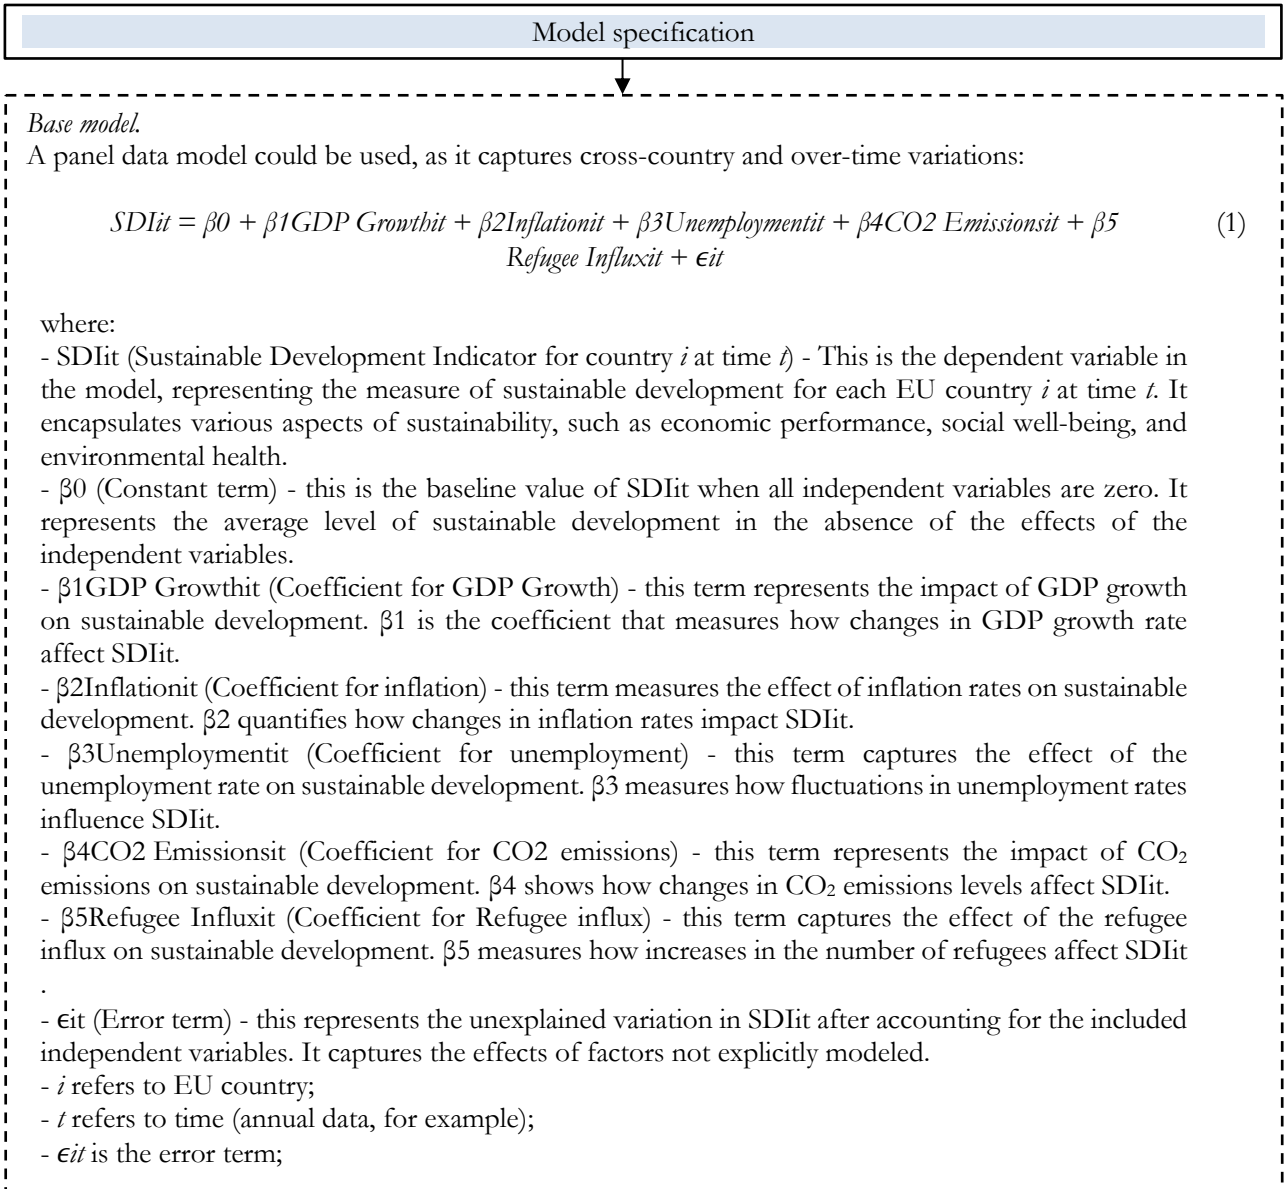 Model specification
Base model.
A panel data model could be used, as it captures cross-country and over-time variations:
SDIit = β0 + β1GDP Growthit + β2Inflationit + β3Unemploymentit + β4CO2 Emissionsit + β5 (1)
Refugee Influxit + ϵit
where:
- SDIit (Sustainable Development Indicator for country i at time t) - This is the dependent variable in
the model, representing the measure of sustainable development for each EU country i at time t. It
encapsulates various aspects of sustainability, such as economic performance, social well-being, and
environmental health.
- β0 (Constant term) - this is the baseline value of SDIit when all independent variables are zero. It
represents the average level of sustainable development in the absence of the effects of the
independent variables.
- β1GDP Growthit (Coefficient for GDP Growth) - this term represents the impact of GDP growth
on sustainable development. β1 is the coefficient that measures how changes in GDP growth rate
affect SDIit.
- β2Inflationit (Coefficient for inflation) - this term measures the effect of inflation rates on sustainable
development. β2 quantifies how changes in inflation rates impact SDIit.
- β3Unemploymentit (Coefficient for unemployment) - this term captures the effect of the
unemployment rate on sustainable development. β3 measures how fluctuations in unemployment rates
influence SDIit.
- β4CO2 Emissionsit (Coefficient for CO2 emissions) - this term represents the impact of CO₂
emissions on sustainable development. β4 shows how changes in CO₂ emissions levels affect SDIit.
- β5Refugee Influxit (Coefficient for Refugee influx) - this term captures the effect of the refugee
influx on sustainable development. β5 measures how increases in the number of refugees affect SDIit
.
- ϵit (Error term) - this represents the unexplained variation in SDIit after accounting for the included
independent variables. It captures the effects of factors not explicitly modeled.
- i refers to EU country;
- t refers to time (annual data, for example);
- ϵit is the error term;